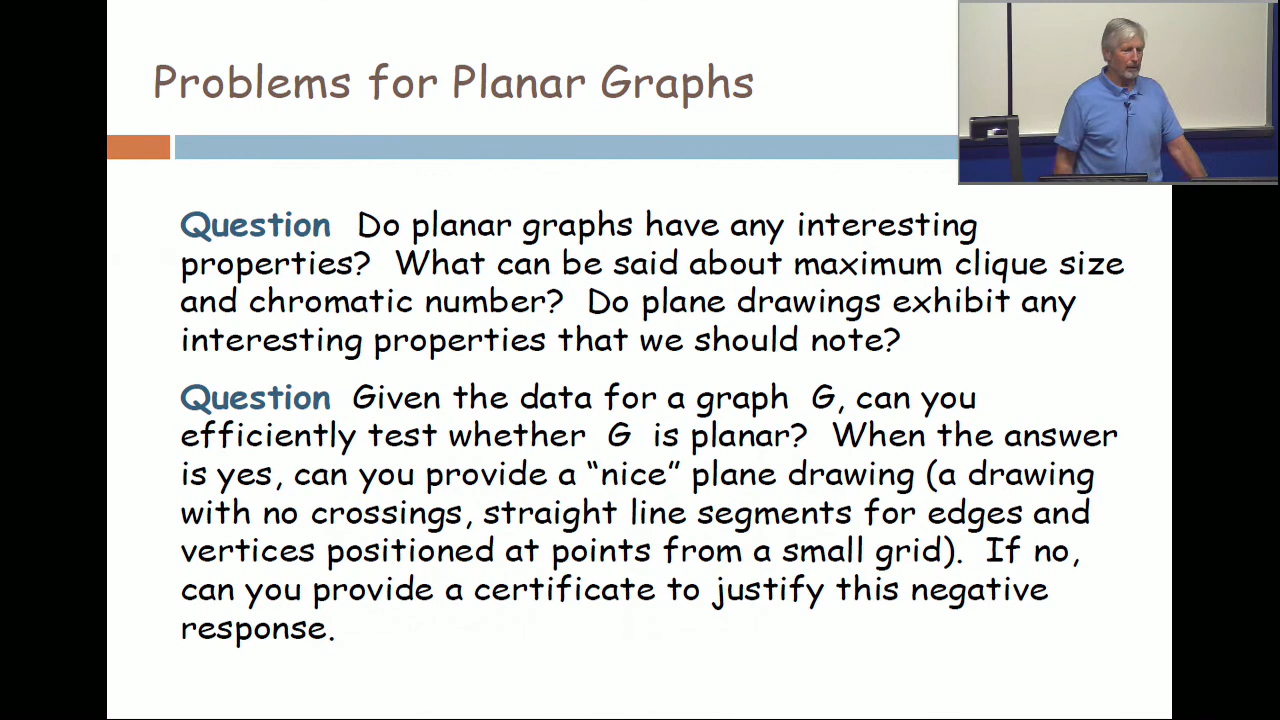 Problems for Planar Graphs
Question Do planar graphs have any interesting
properties? What can be said about maximum clique size
and chromatic number? Do plane drawings exhibit any
interesting properties that we should note?
Question Given the data for a graph G, can you
efficiently test whether G is planar? When the answer
is yes, can you provide a “nice” plane drawing (a drawing
with no crossings, straight line segments for edges and
vertices positioned at points from a small grid). If no,
can you provide a certificate to justify this negative
response.